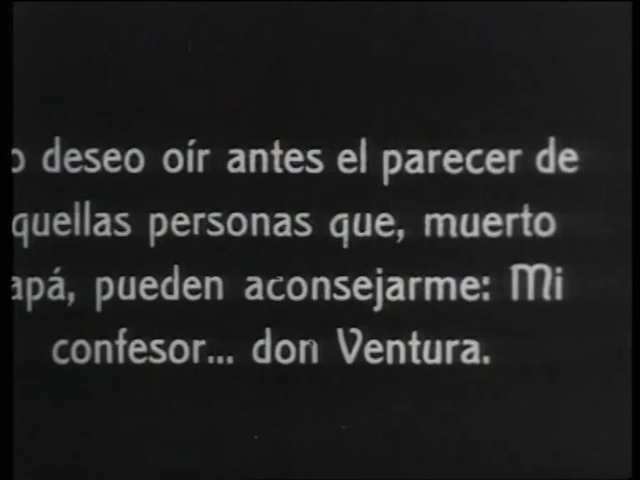 o deseo oír antes el parecer de
quellas personas que, muerto
apá, pueden aconsejarme: Mi
confesor... don Ventura.